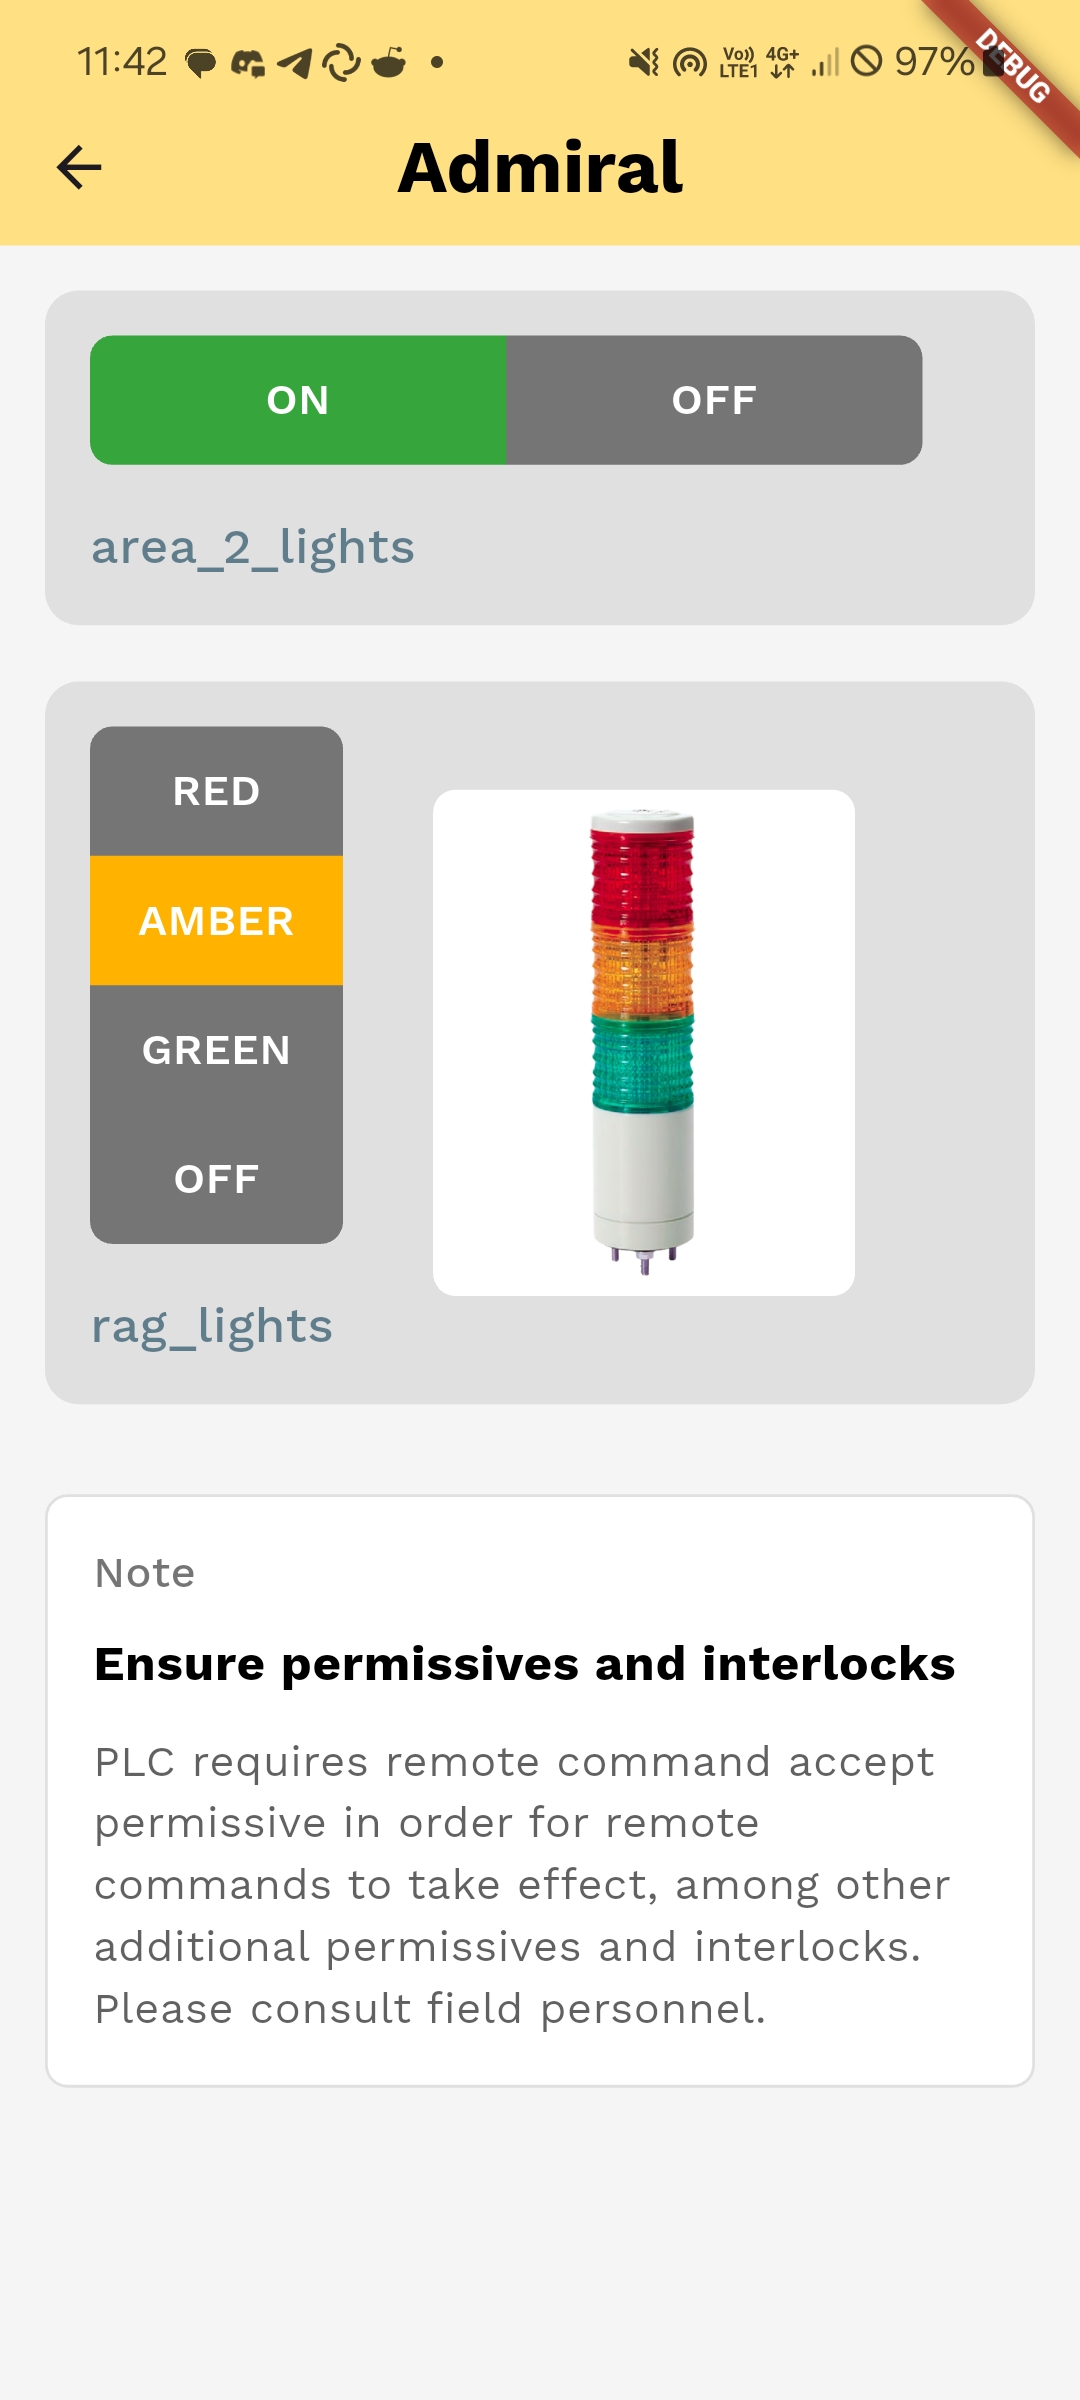 11:42
Vo)) LTE1 4G+ 97%
DEBUG
Admiral
ON OFF
area_2_lights
RED
AMBER
GREEN
OFF
rag_lights
Note
Ensure permissives and interlocks
PLC requires remote command accept
permissive in order for remote
commands to take effect, among other
additional permissives and interlocks.
Please consult field personnel.